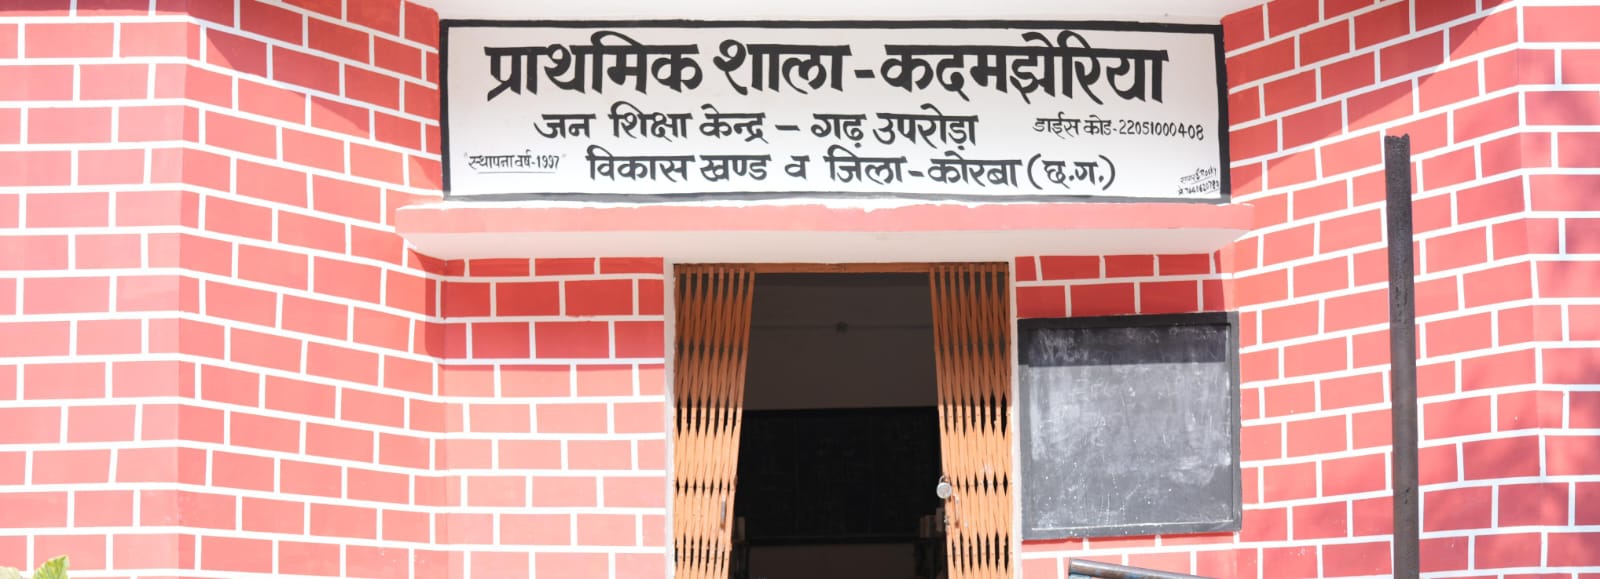 प्राथमिक शाला - कदमझेरिया
जन शिक्षा केन्द्र - गढ़ उपरोड़ा
डाईस कोड-22051000408
"स्थापना वर्ष-1997"
विकास खण्ड व जिला - कोरबा (छ.ग.)